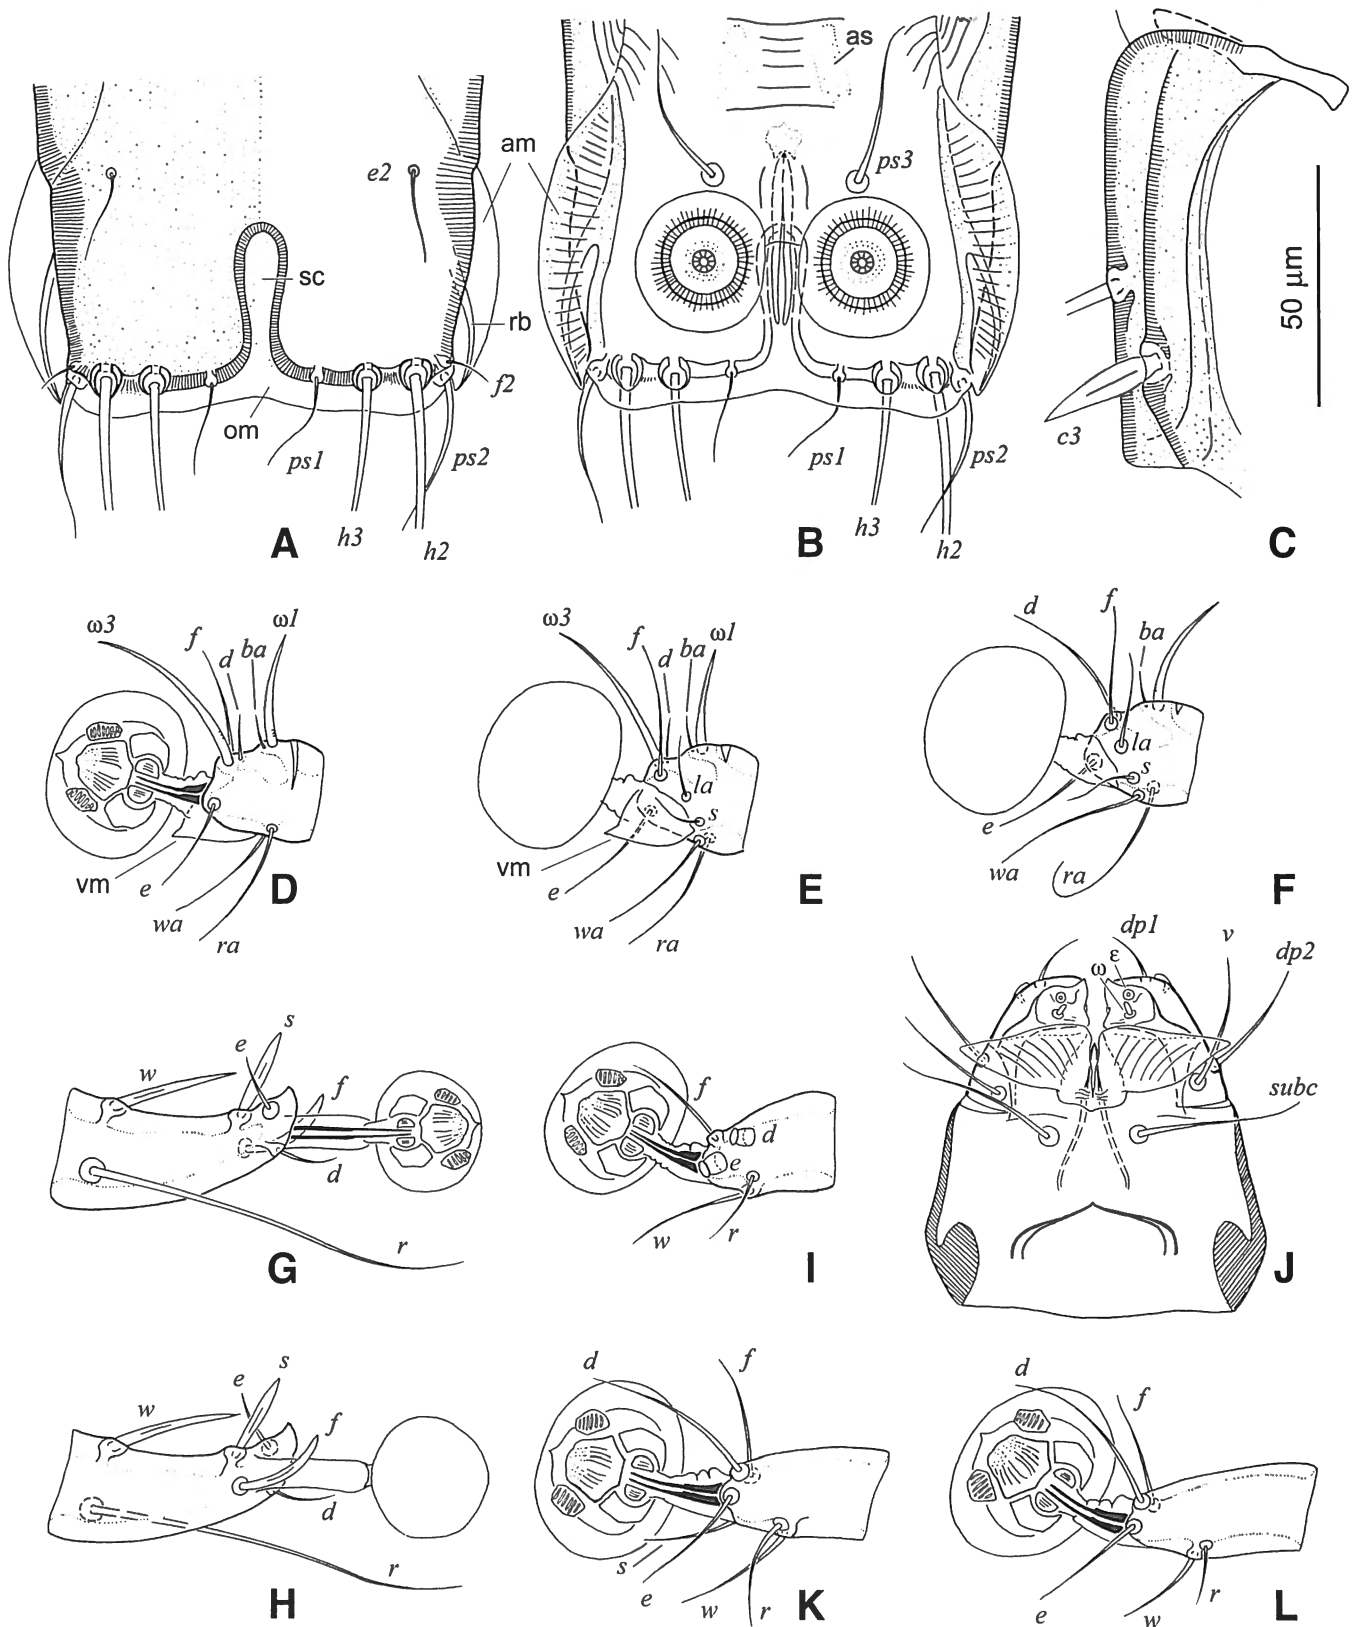 as
am
e2
ps3
sc
rb
50 µm
f2
om
ps1
ps2
ps1
ps2
c3
h3
h2
h3
h2
A
B
C
ω3
f
d
ba
ω1
ω3
f
d
ba
ω1
d
f
ba
la
s
la
s
vm
e
wa
ra
D
vm
e
wa
ra
E
e
wa
ra
F
dp1
v
dp2
ε
ω
subc
s
e
w
f
d
r
G
f
d
e
w
r
I
J
s
e
w
f
d
r
H
d
f
s
e
w
r
K
d
f
e
w
r
L